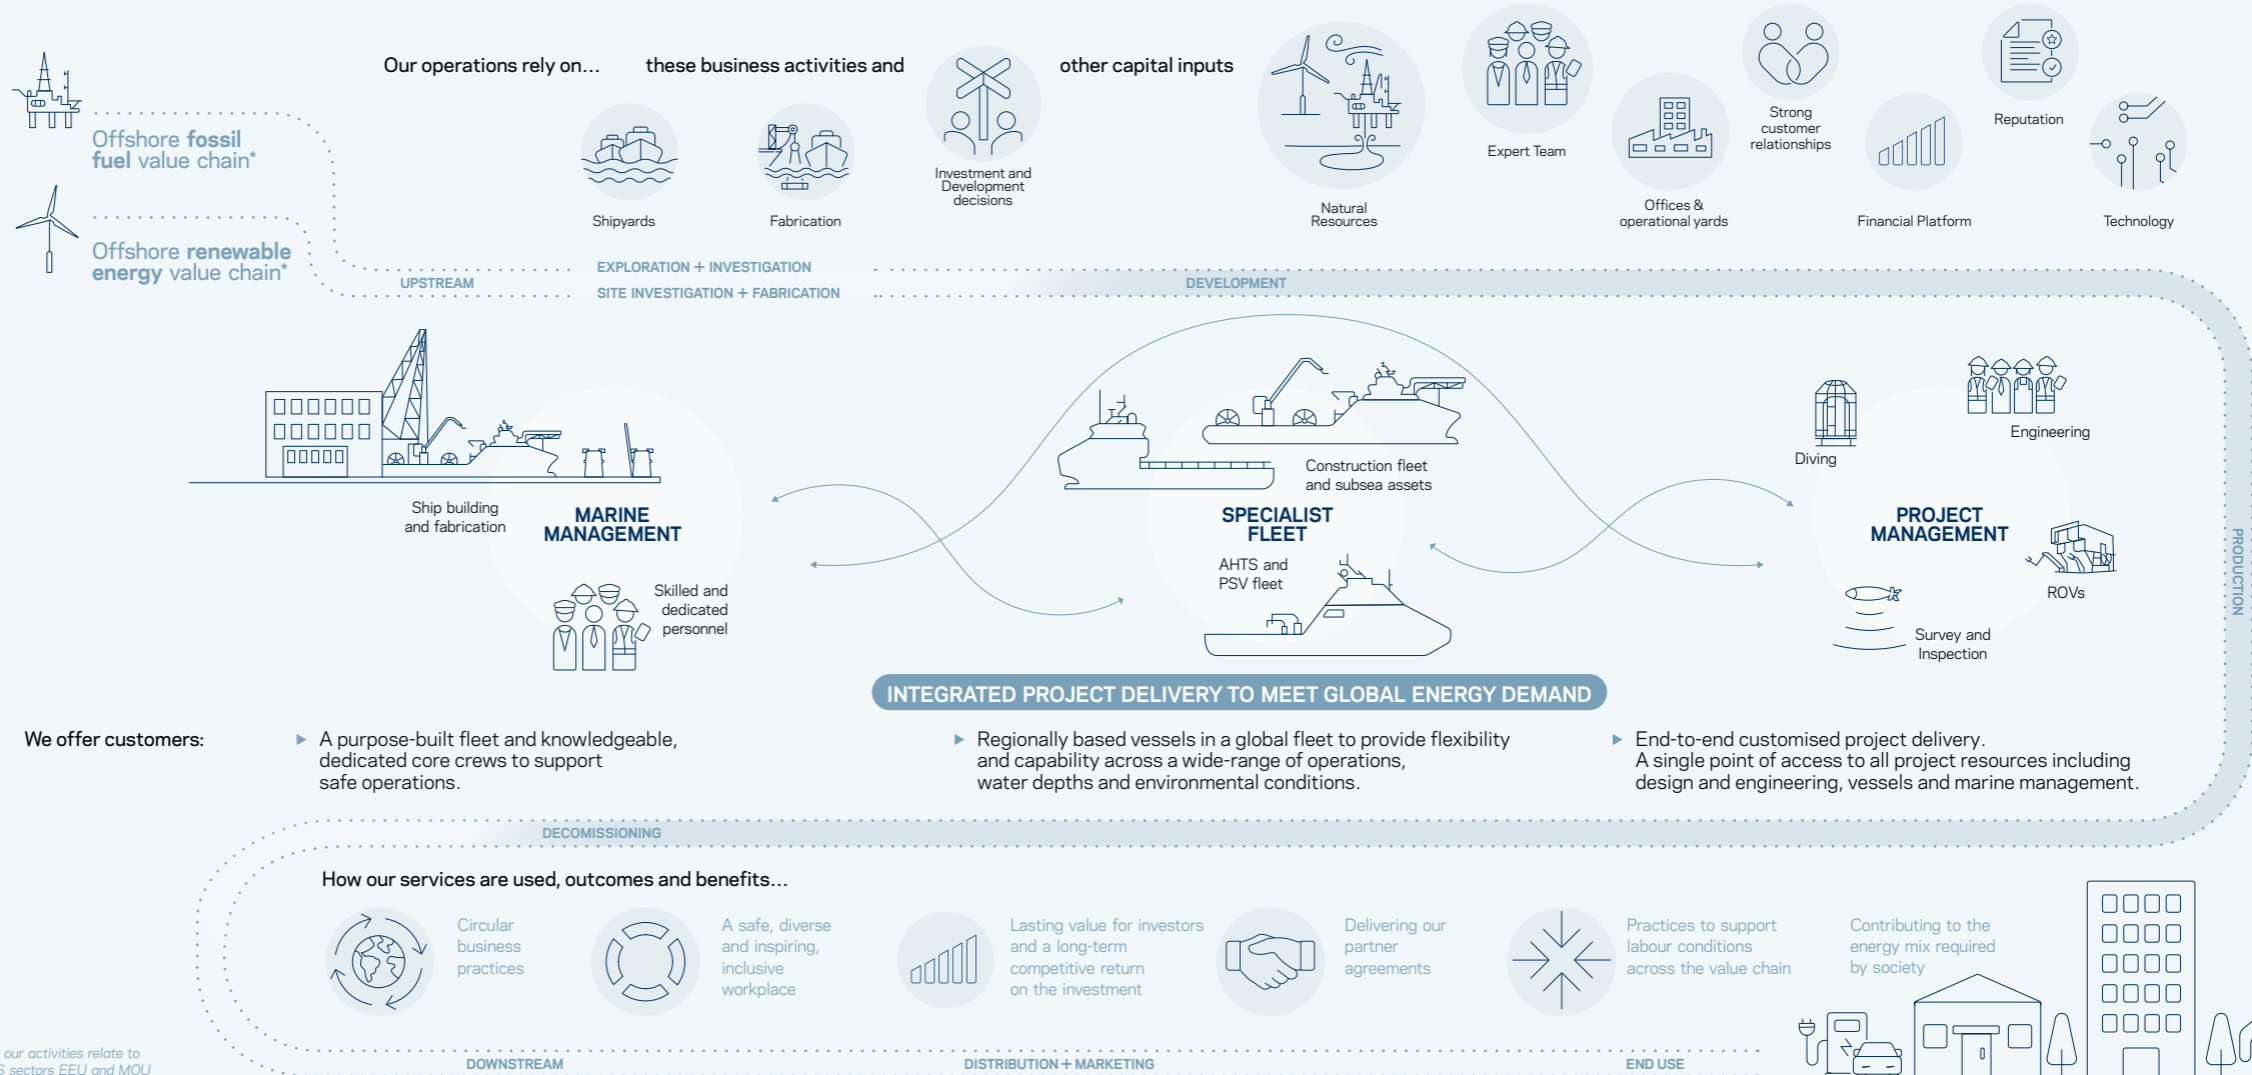 Our operations rely on...
these business activities and
other capital inputs
Offshore fossil
fuel value chain*
Offshore renewable
energy value chain*
Shipyards
Fabrication
Investment and
Development
decisions
Natural
Resources
Expert Team
Offices &
operational yards
Strong
customer
relationships
Financial Platform
Reputation
Technology
UPSTREAM
EXPLORATION + INVESTIGATION
SITE INVESTIGATION + FABRICATION
DEVELOPMENT
PRODUCTION
Ship building
and fabrication
MARINE
MANAGEMENT
Skilled and
dedicated
personnel
Construction fleet
and subsea assets
SPECIALIST
FLEET
AHTS and
PSV fleet
Diving
Engineering
PROJECT
MANAGEMENT
ROVs
Survey and
Inspection
INTEGRATED PROJECT DELIVERY TO MEET GLOBAL ENERGY DEMAND
We offer customers:
A purpose-built fleet and knowledgeable,
dedicated core crews to support
safe operations.
Regionally based vessels in a global fleet to provide flexibility
and capability across a wide-range of operations,
water depths and environmental conditions.
End-to-end customised project delivery.
A single point of access to all project resources including
design and engineering, vessels and marine management.
DECOMISSIONING
How our services are used, outcomes and benefits...
Circular
business
practices
A safe, diverse
and inspiring,
inclusive
workplace
Lasting value for investors
and a long-term
competitive return
on the investment
Delivering our
partner
agreements
Practices to support
labour conditions
across the value chain
Contributing to the
energy mix required
by society
our activities relate to
S sectors EEU and MOU
DOWNSTREAM
DISTRIBUTION + MARKETING
END USE